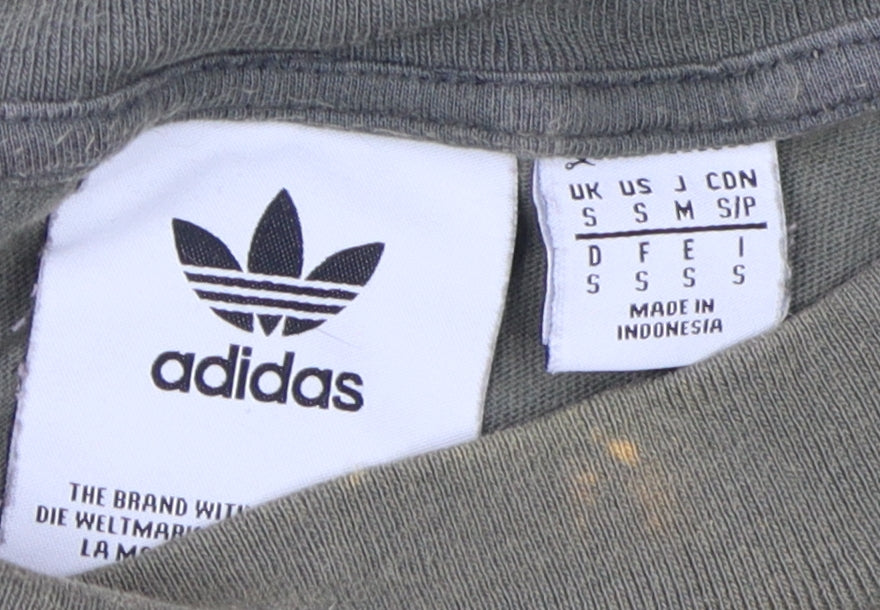 adidas
THE BRAND
DIE
LA
UK US J CDN
S S M S/P
D F E I
S S S S
MADE IN
INDONESIA